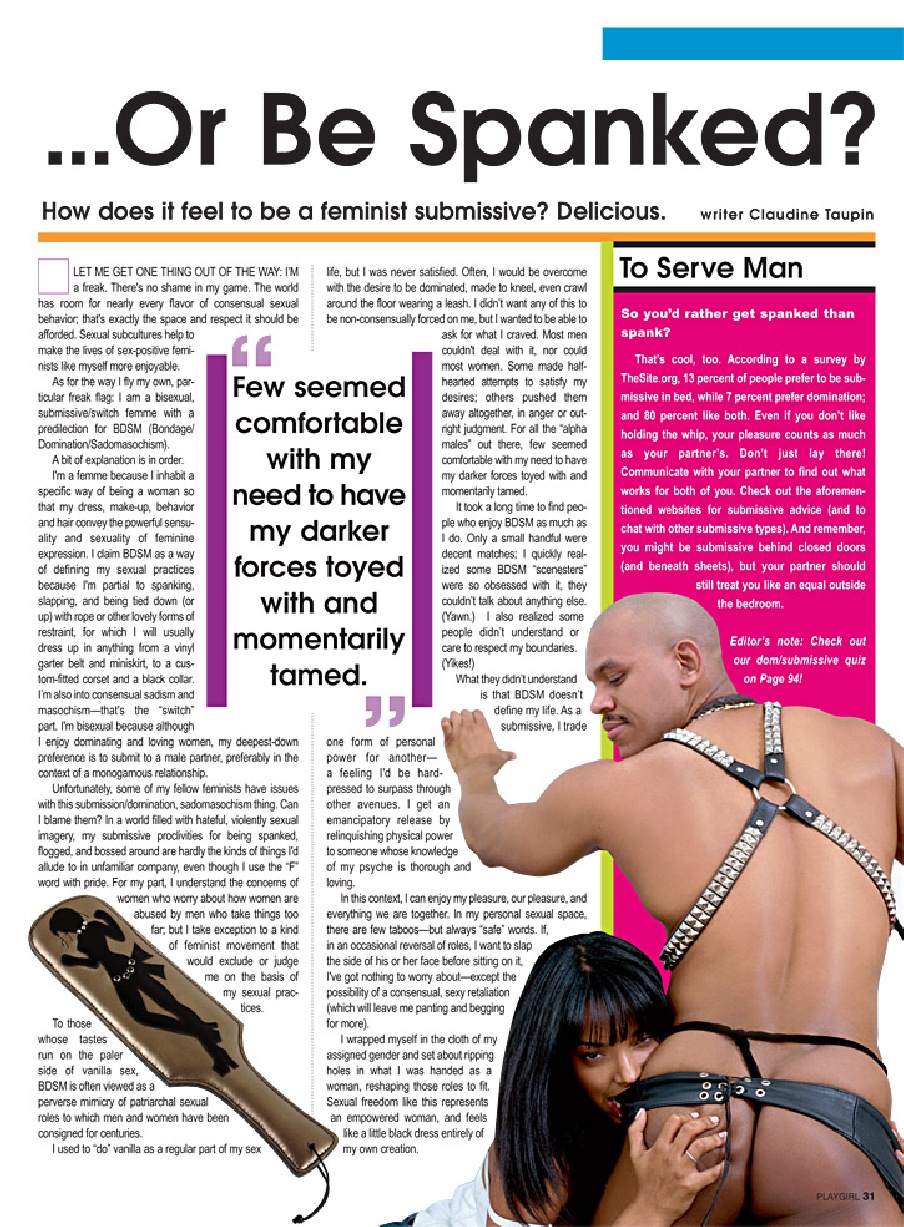 ...Or Be Spanked?
How does it feel to be a feminist submissive? Delicious.
writer Claudine Taupin
LET ME GET ONE THING OUT OF THE WAY: I'M
a freak. There's no shame in my game. The world
has room for nearly every flavor of consensual sexual
behavior; that's exactly the space and respect it should be
afforded. Sexual subcultures help to
make the lives of sex-positive femi-
nists like myself more enjoyable.
As for the way I fly my own, par-
ticular freak flag: I am a bisexual,
submissive/switch femme with a
predilection for BDSM (Bondage/
Domination/Sadomasochism).
A bit of explanation is in order.
I'm a femme because I inhabit a
specific way of being a woman so
that my dress, make-up, behavior
and hair convey the powerful sensu-
ality and sexuality of feminine
expression. I claim BDSM as a way
of defining my sexual practices
because I'm partial to spanking,
slapping, and being tied down (or
up) with rope or other lovely forms of
restraint, for which I will usually
dress up in anything from a vinyl
garter belt and miniskirt, to a cus-
tom-fitted corset and a black collar.
I'm also into consensual sadism and
masochism—that's the "switch"
part. I'm bisexual because although
I enjoy dominating and loving women, my deepest-down
preference is to submit to a male partner, preferably in the
context of a monogamous relationship.
Unfortunately, some of my fellow feminists have issues
with this submission/domination, sadomasochism thing. Can
I blame them? In a world filled with hateful, violently sexual
imagery, my submissive proclivities for being spanked,
flogged, and bossed around are hardly the kinds of things I'd
allude to in unfamiliar company, even though I use the "F"
word with pride. For my part, I understand the concerns of
women who worry about how women are
abused by men who take things too
far; but I take exception to a kind
of feminist movement that
would exclude or judge
me on the basis of
my sexual prac-
tices.
To those
whose tastes
run on the paler
side of vanilla sex,
BDSM is often viewed as a
perverse mimicry of patriarchal sexual
roles to which men and women have been
consigned for centuries.
I used to "do" vanilla as a regular part of my sex
“
Few seemed
comfortable
with my
need to have
my darker
forces toyed
with and
momentarily
tamed.
”
life, but I was never satisfied. Often, I would be overcome
with the desire to be dominated, made to kneel, even crawl
around the floor wearing a leash. I didn't want any of this to
be non-consensually forced on me, but I wanted to be able to
ask for what I craved. Most men
couldn't deal with it, nor could
most women. Some made half-
hearted attempts to satisfy my
desires; others pushed them
away altogether, in anger or out-
right judgment. For all the "alpha
males" out there, few seemed
comfortable with my need to have
my darker forces toyed with and
momentarily tamed.
It took a long time to find peo-
ple who enjoy BDSM as much as
I do. Only a small handful were
decent matches; I quickly real-
ized some BDSM "scenesters"
were so obsessed with it, they
couldn't talk about anything else.
(Yawn.) I also realized some
people didn't understand or
care to respect my boundaries.
(Yikes!)
What they didn't understand
is that BDSM doesn't
define my life. As a
submissive, I trade
one form of personal
power for another—
a feeling I'd be hard-
pressed to surpass through
other avenues. I get an
emancipatory release by
relinquishing physical power
to someone whose knowledge
of my psyche is thorough and
loving.
In this context, I can enjoy my pleasure, our pleasure, and
everything we are together. In my personal sexual space,
there are few taboos—but always "safe" words. If,
in an occasional reversal of roles, I want to slap
the side of his or her face before sitting on it,
I've got nothing to worry about—except the
possibility of a consensual, sexy retaliation
(which will leave me panting and begging
for more).
I wrapped myself in the cloth of my
assigned gender and set about ripping
holes in what I was handed as a
woman, reshaping those roles to fit.
Sexual freedom like this represents
an empowered woman, and feels
like a little black dress entirely of
my own creation.
To Serve Man
So you'd rather get spanked than
spank?
That's cool, too. According to a survey by
TheSite.org, 13 percent of people prefer to be sub-
missive in bed, while 7 percent prefer domination;
and 80 percent like both. Even if you don't like
holding the whip, your pleasure counts as much
as your partner's. Don't just lay there!
Communicate with your partner to find out what
works for both of you. Check out the aforemen-
tioned websites for submissive advice (and to
chat with other submissive types). And remember,
you might be submissive behind closed doors
(and beneath sheets), but your partner should
still treat you like an equal outside
the bedroom.
Editor's note: Check out
our dom/submissive quiz
on Page 94!
PLAYGIRL 31